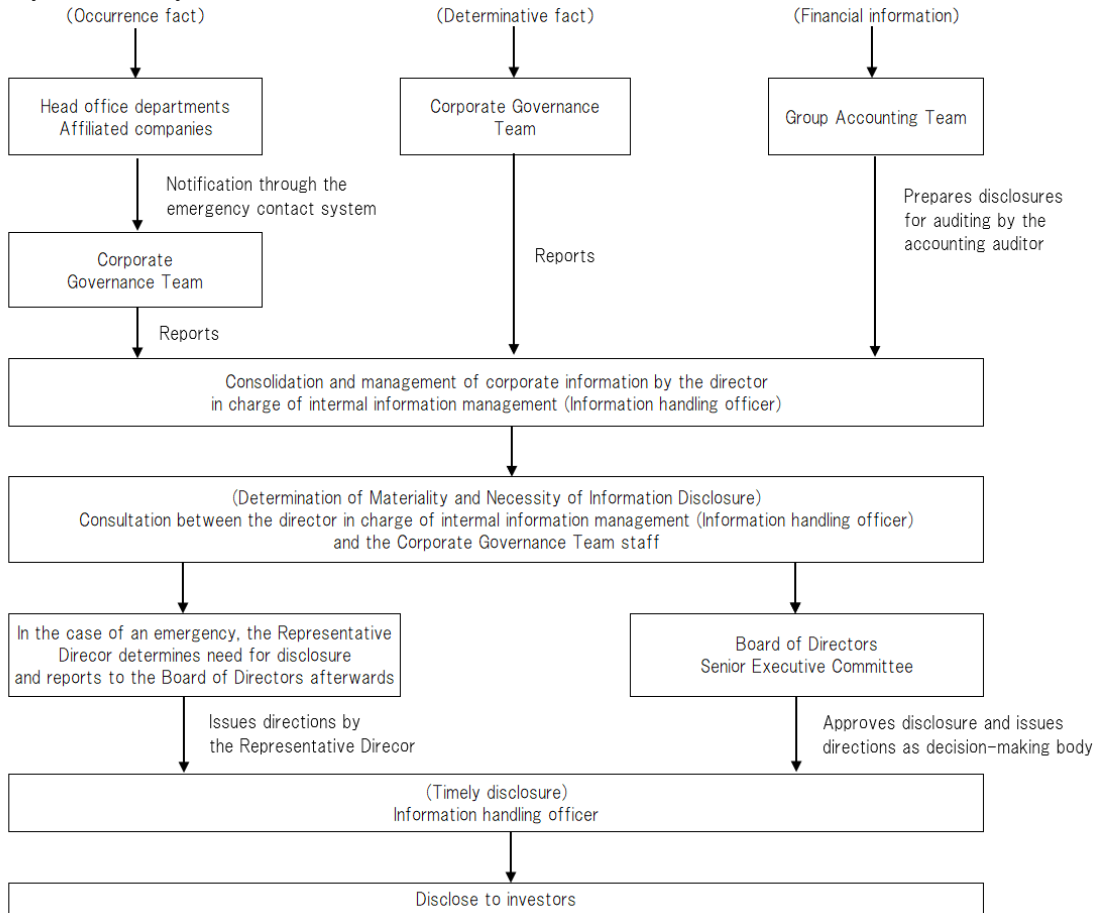 (Occurrence fact)
(Determinative fact)
(Financial information)
Head office departments
Affiliated companies
Corporate Governance
Team
Group Accounting Team
Notification through the
emergency contact system
Prepares disclosures
for auditing by the
accounting auditor
Corporate
Governance Team
Reports
Reports
Consolidation and management of corporate information by the director
in charge of internal information management (Information handling officer)
(Determination of Materiality and Necessity of Information Disclosure)
Consultation between the director in charge of internal information management (Information handling officer)
and the Corporate Governance Team staff
In the case of an emergency, the Representative
Direcor determines need for disclosure
and reports to the Board of Directors afterwards
Board of Directors
Senior Executive Committee
Issues directions by
the Representative Direcor
Approves disclosure and issues
directions as decision-making body
(Timely disclosure)
Information handling officer
Disclose to investors